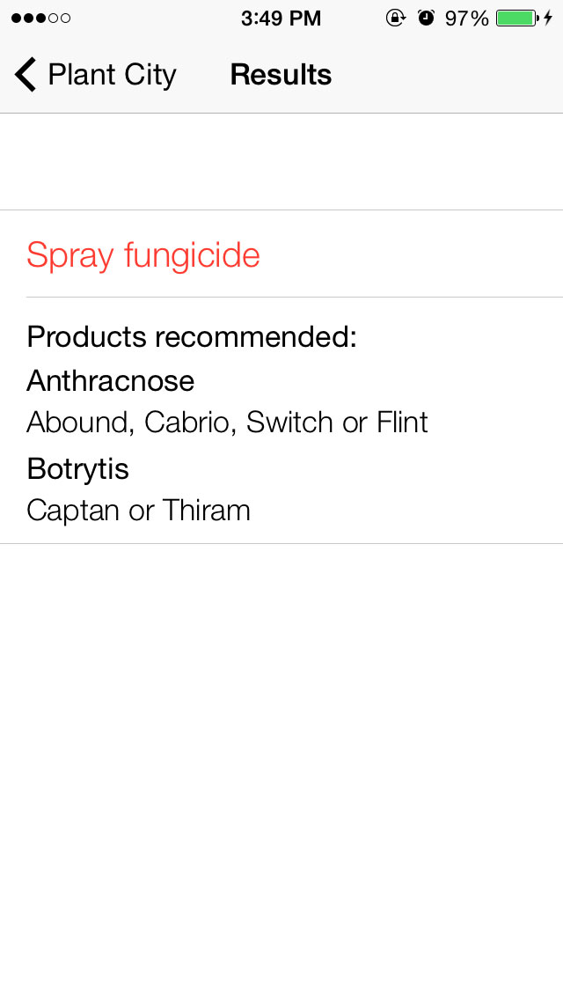 3:49 PM 97%
Plant City Results
Spray fungicide
Products recommended:
Anthracnose
Abound, Cabrio, Switch or Flint
Botrytis
Captan or Thiram